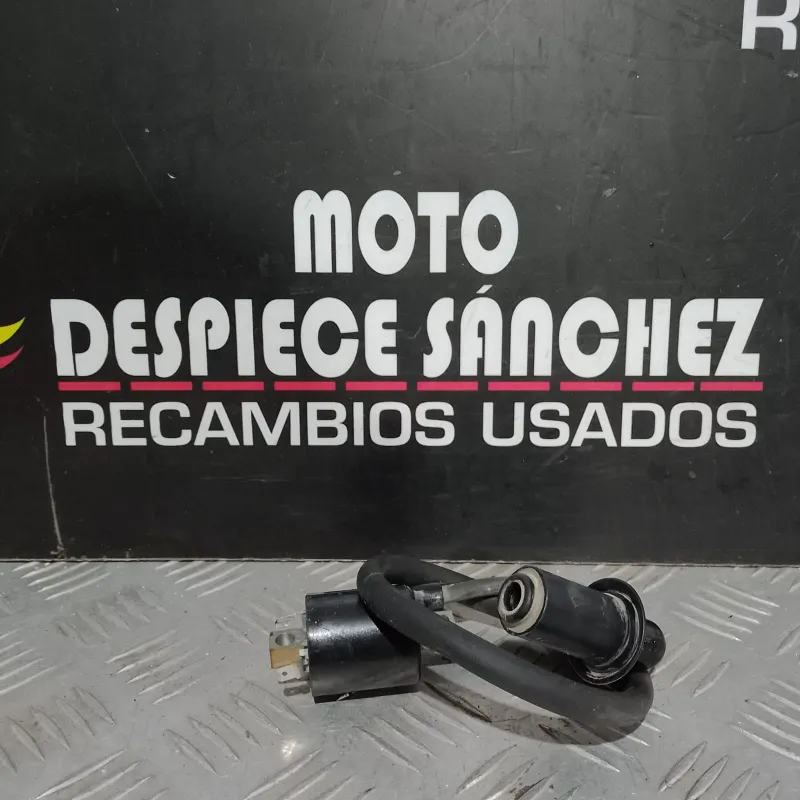 R
MOTO
DESPIECE SÁNCHEZ
RECAMBIOS USADOS